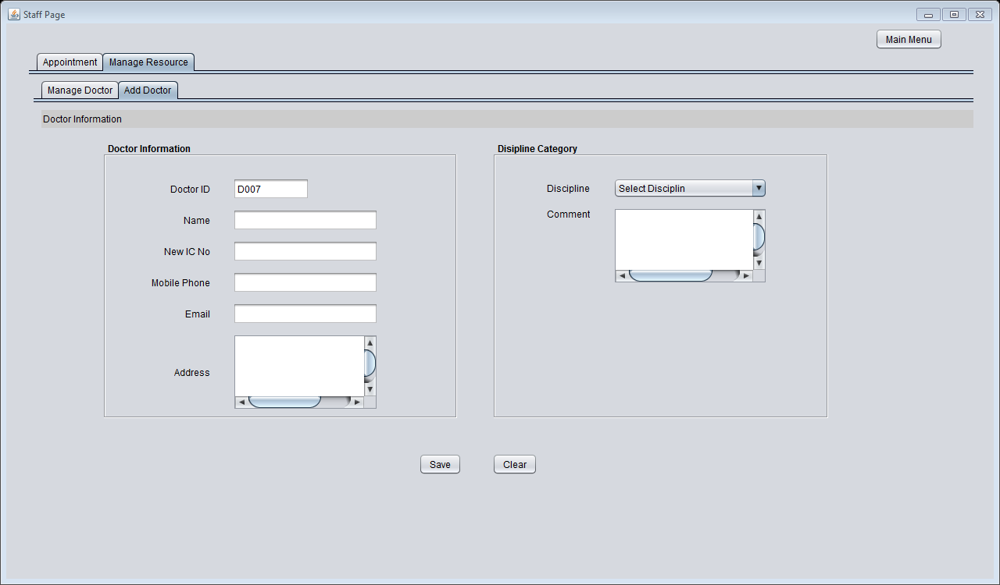 Staff Page
Main Menu
Appointment Manage Resource
Manage Doctor Add Doctor
Doctor Information
Doctor Information
Doctor ID D007
Name
New IC No
Mobile Phone
Email
Address
Disipline Category
Discipline Select Disciplin
Comment
Save Clear